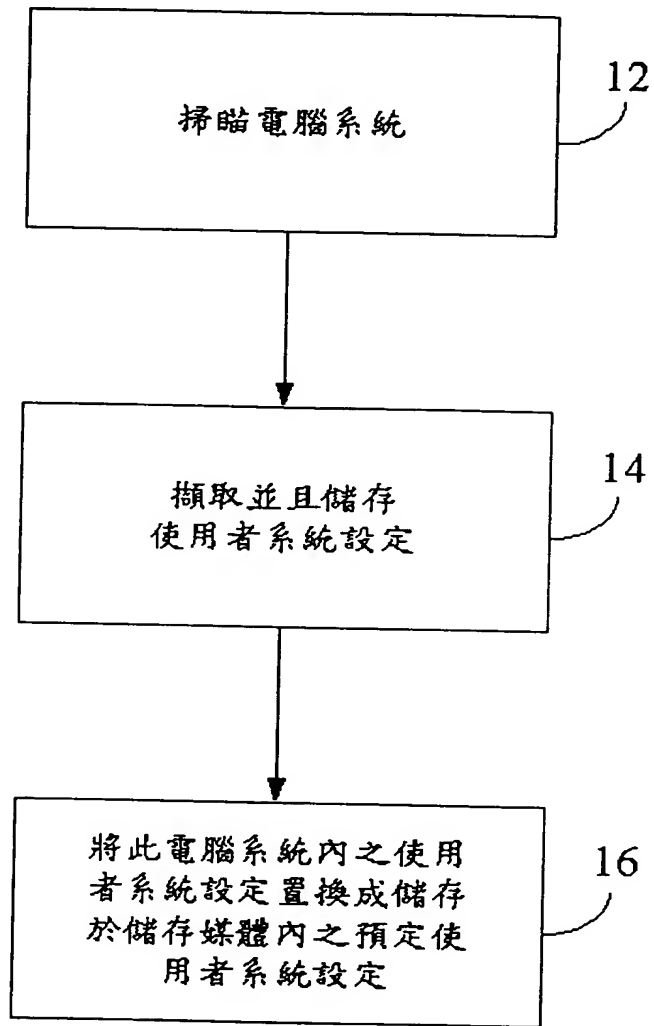 掃瞄電腦系統
12
擷取並且儲存
使用者系統設定
14
將此電腦系統內之使用
者系統設定置換成儲存
於儲存媒體內之預定使
用者系統設定
16